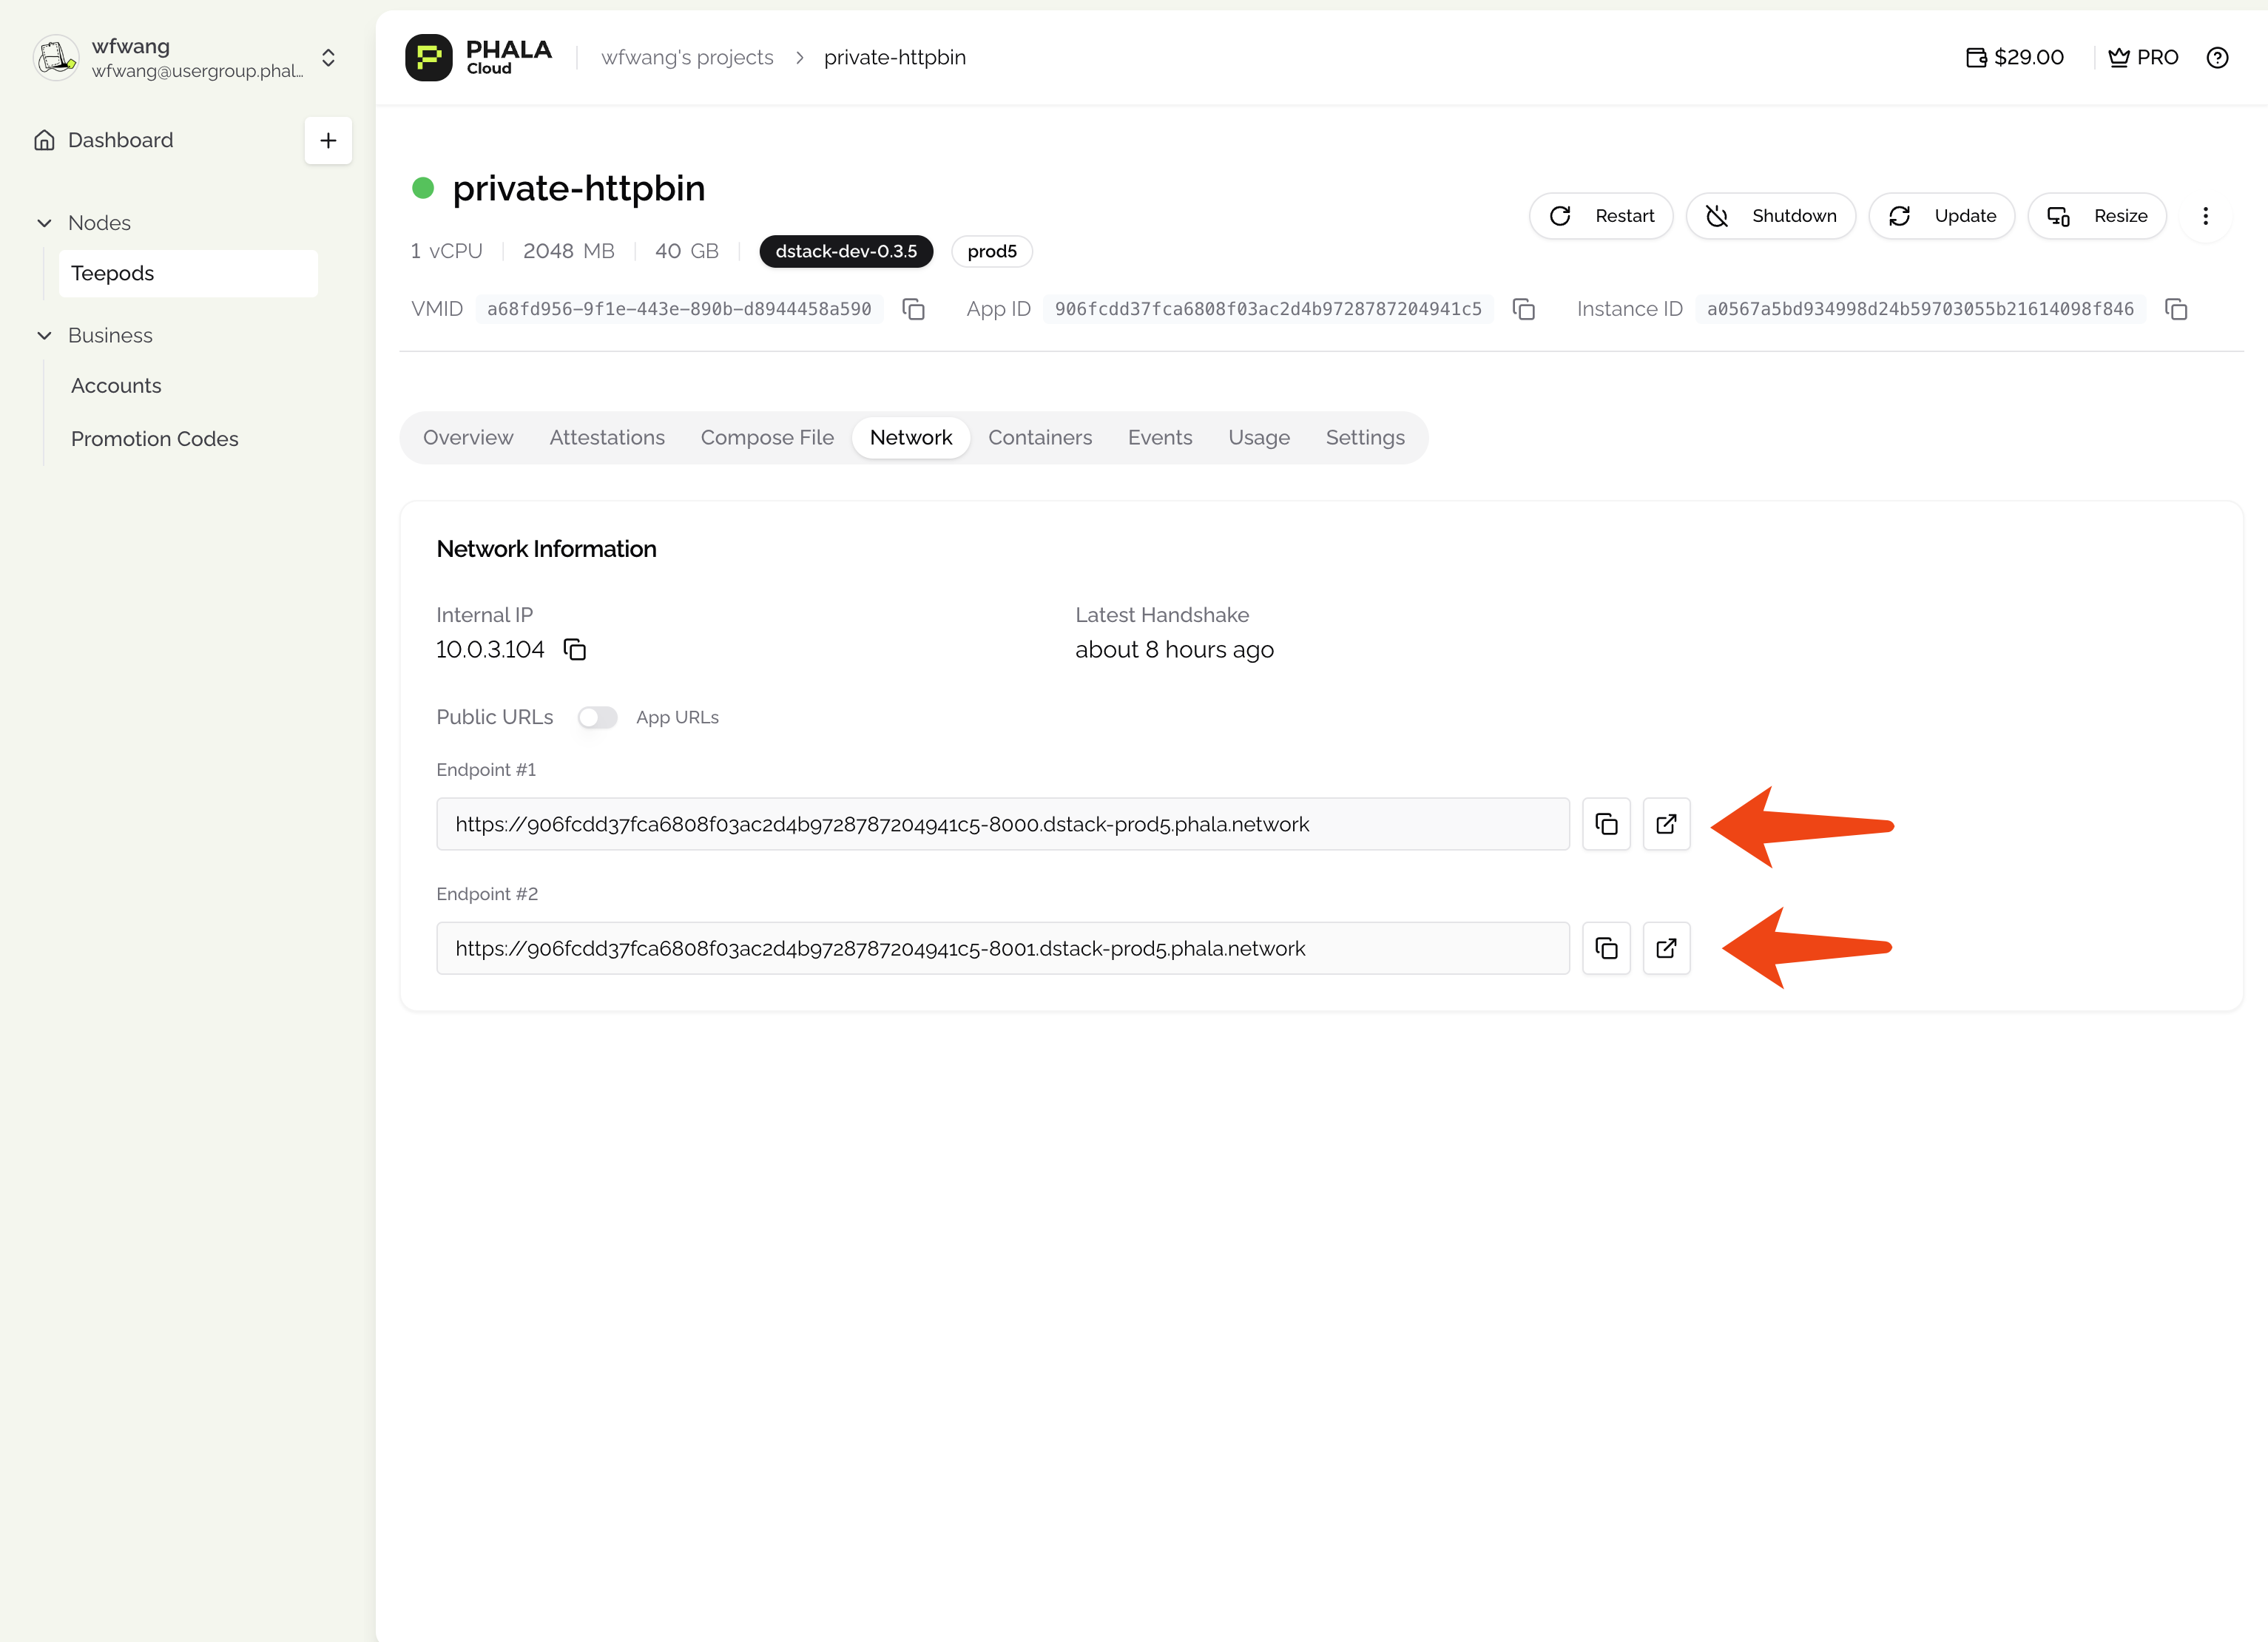 wfwang
wfwang@usergroup.phal...
Dashboard
Nodes
Teepods
Business
Accounts
Promotion Codes
PHALA
Cloud
wfwang's projects > private-httpbin
$29.00
PRO
private-httpbin
1 vCPU 2048 MB 40 GB dstack-dev-0.3.5 prod5
Restart Shutdown Update Resize
VMID a68fd956-9f1e-443e-890b-d8944458a590 App ID 906fcdd37fca6808f03ac2d4b9728787204941c5 Instance ID a0567a5bd934998d24b59703055b21614098f846
Overview Attestations Compose File Network Containers Events Usage Settings
Network Information
Internal IP Latest Handshake
10.0.3.104 about 8 hours ago
Public URLs App URLs
Endpoint #1
https://906fcdd37fca6808f03ac2d4b9728787204941c5-8000.dstack-prod5.phala.network
Endpoint #2
https://906fcdd37fca6808f03ac2d4b9728787204941c5-8001.dstack-prod5.phala.network